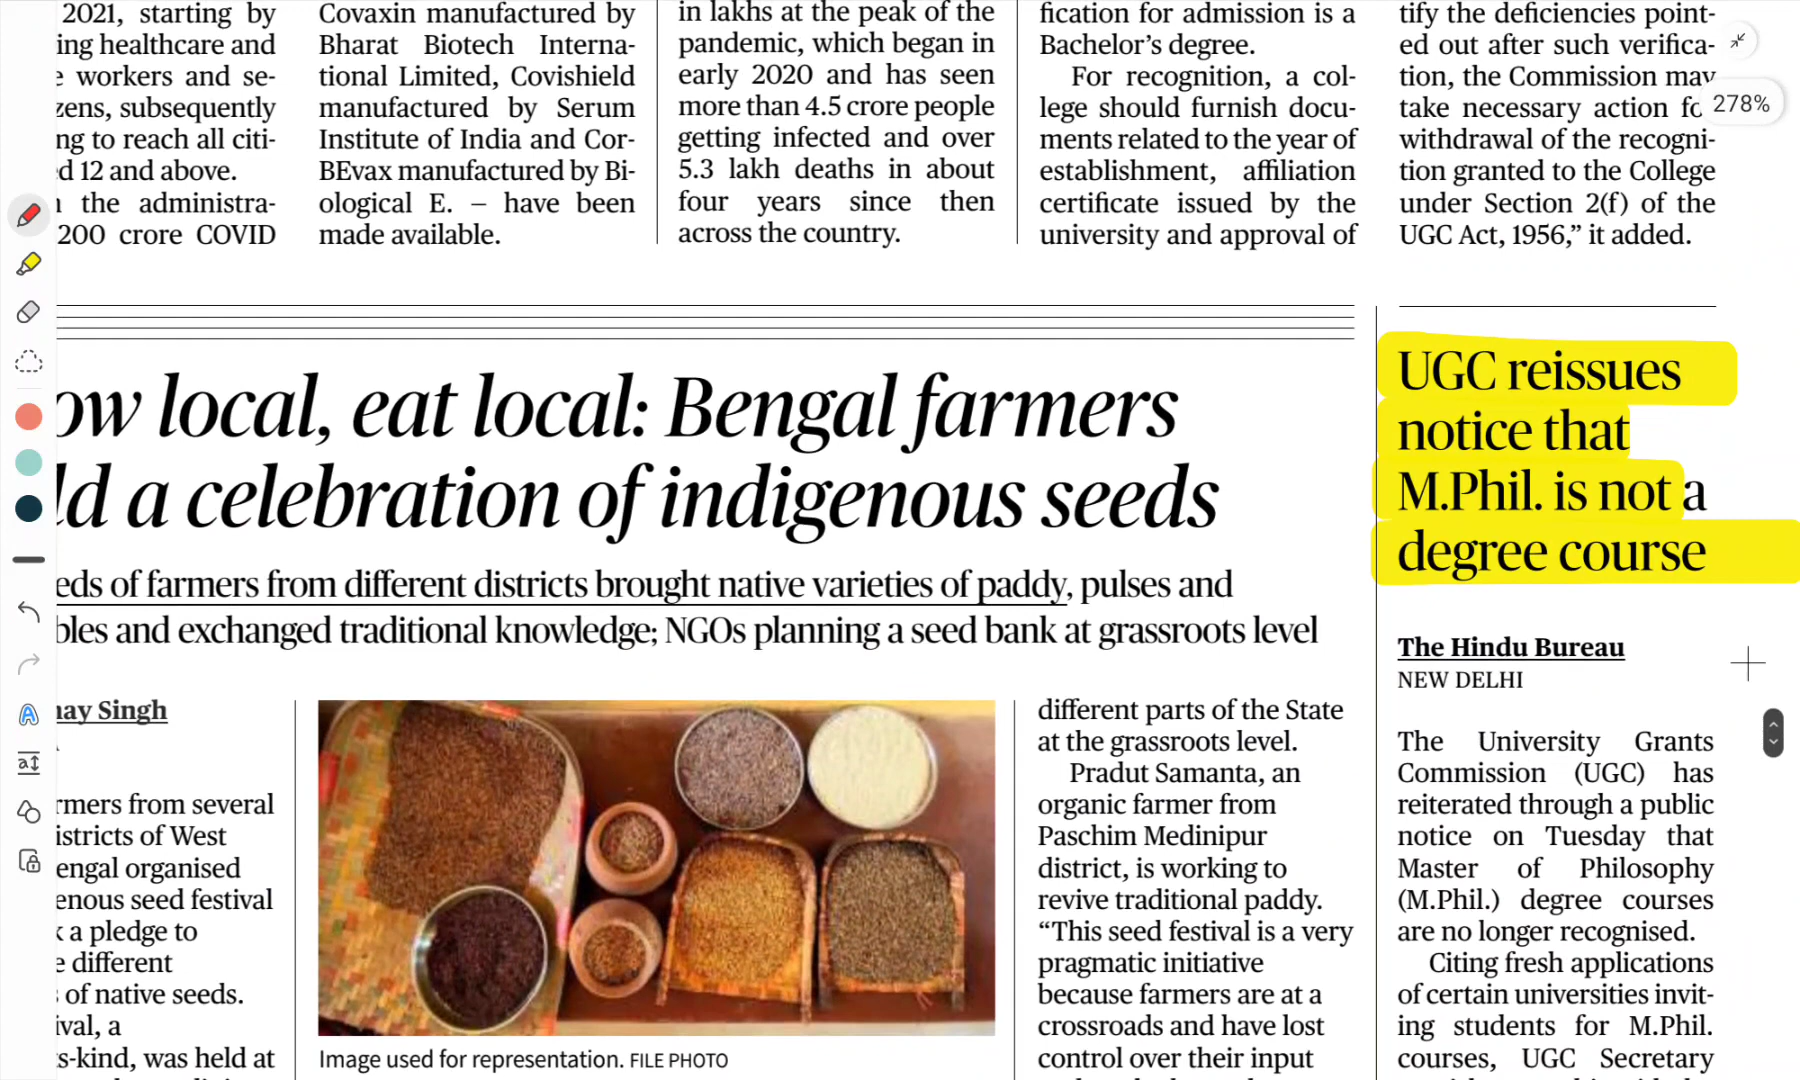 2021, starting by
ing healthcare and
e workers and se-
zens, subsequently
ng to reach all citi-
d 12 and above.
the administra-
200 crore COVID
Covaxin manufactured by
Bharat Biotech Interna-
tional Limited, Covishield
manufactured by Serum
Institute of India and Cor-
BEvax manufactured by Bi-
ological E. – have been
made available.
in lakhs at the peak of the
pandemic, which began in
early 2020 and has seen
more than 4.5 crore people
getting infected and over
5.3 lakh deaths in about
four years since then
across the country.
fication for admission is a
Bachelor's degree.
For recognition, a col-
lege should furnish docu-
ments related to the year of
establishment, affiliation
certificate issued by the
university and approval of
tify the deficiencies point-
ed out after such verifica-
tion, the Commission may
take necessary action fo
withdrawal of the recogni-
tion granted to the College
under Section 2(f) of the
UGC Act, 1956,” it added.
278%
ow local, eat local: Bengal farmers
ld a celebration of indigenous seeds
eds of farmers from different districts brought native varieties of paddy, pulses and
bles and exchanged traditional knowledge; NGOs planning a seed bank at grassroots level
nay Singh
rmers from several
istricts of West
engal organised
enous seed festival
k a pledge to
e different
s of native seeds.
ival, a
s-kind, was held at
Image used for representation. FILE PHOTO
different parts of the State
at the grassroots level.
Pradut Samanta, an
organic farmer from
Paschim Medinipur
district, is working to
revive traditional paddy.
“This seed festival is a very
pragmatic initiative
because farmers are at a
crossroads and have lost
control over their input
UGC reissues
notice that
M.Phil. is not a
degree course
The Hindu Bureau
NEW DELHI
The University Grants
Commission (UGC) has
reiterated through a public
notice on Tuesday that
Master of Philosophy
(M.Phil.) degree courses
are no longer recognised.
Citing fresh applications
of certain universities invit-
ing students for M.Phil.
courses, UGC Secretary